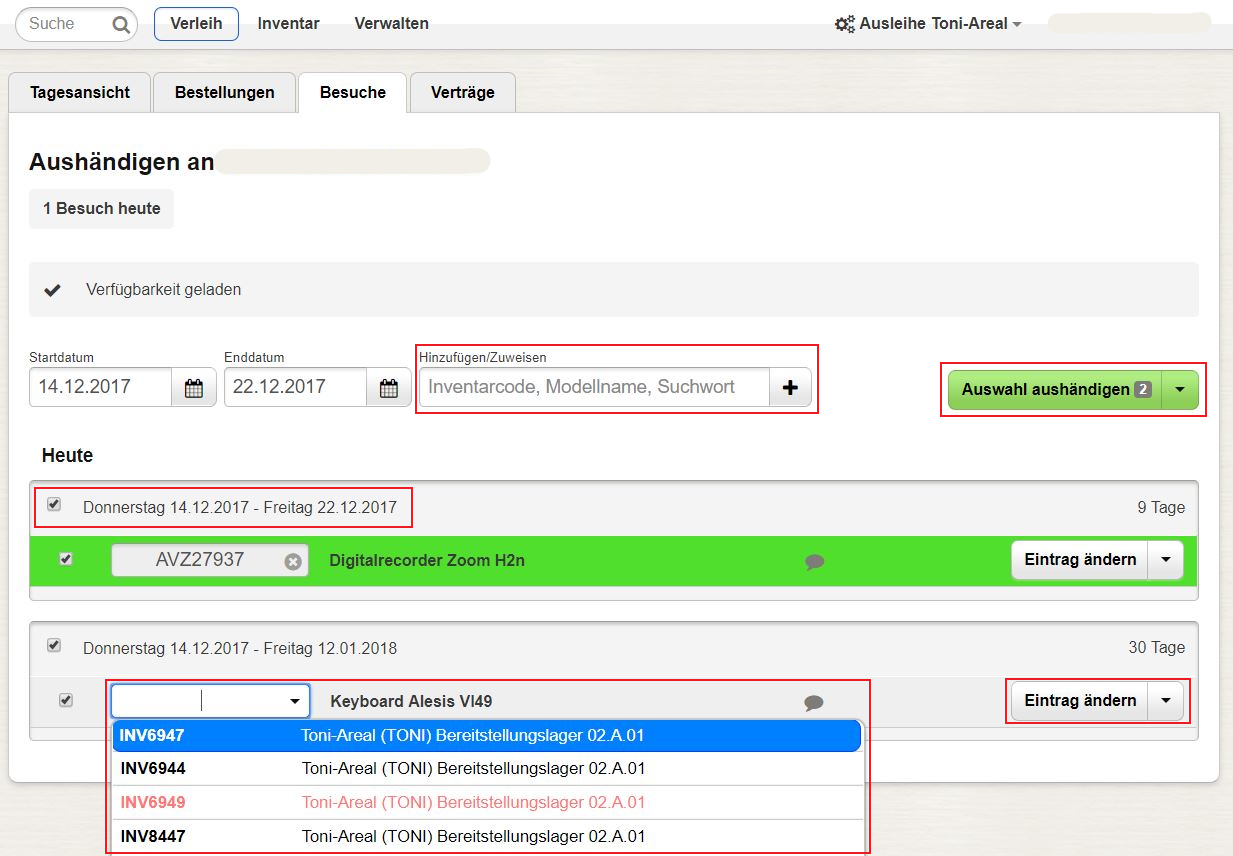 Suche Verleih Inventar Verwalten Ausleihe Toni-Areal
Tagesansicht Bestellungen Besuche Verträge
Aushändigen an
1 Besuch heute
Verfügbarkeit geladen
Startdatum Enddatum Hinzufügen/Zuweisen
14.12.2017 22.12.2017 Inventarcode, Modellname, Suchwort
Auswahl aushändigen 2
Heute
Donnerstag 14.12.2017 - Freitag 22.12.2017 9 Tage
AVZ27937 Digitalrecorder Zoom H2n Eintrag ändern
Donnerstag 14.12.2017 - Freitag 12.01.2018 30 Tage
Keyboard Alesis VI49 Eintrag ändern
INV6947 Toni-Areal (TONI) Bereitstellungslager 02.A.01
INV6944 Toni-Areal (TONI) Bereitstellungslager 02.A.01
INV6949 Toni-Areal (TONI) Bereitstellungslager 02.A.01
INV8447 Toni-Areal (TONI) Bereitstellungslager 02.A.01